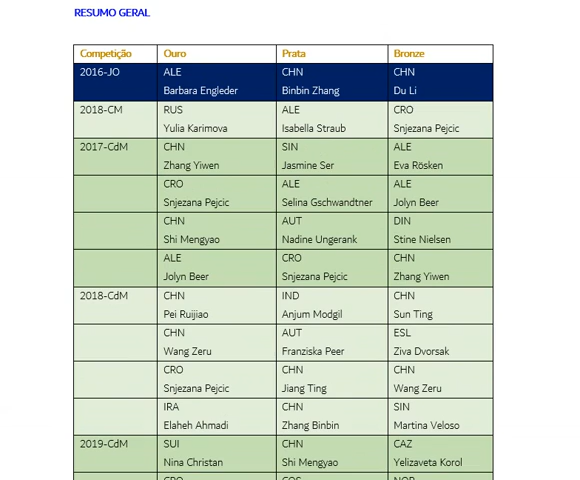 RESUMO GERAL
Competição Ouro Prata Bronze
2016-JO ALE CHN CHN
Barbara Engleder Binbin Zhang Du Li
2018-CM RUS ALE CRO
Yulia Karimova Isabella Straub Snjezana Pejcic
2017-CdM CHN SIN ALE
Zhang Yiwen Jasmine Ser Eva Rösken
CRO ALE ALE
Snjezana Pejcic Selina Gschwandtner Jolyn Beer
CHN AUT DIN
Shi Mengyao Nadine Ungerank Stine Nielsen
ALE CRO CHN
Jolyn Beer Snjezana Pejcic Zhang Yiwen
2018-CdM CHN IND CHN
Pei Ruijiao Anjum Modgil Sun Ting
CHN AUT ESL
Wang Zeru Franziska Peer Ziva Dvorsak
CRO CHN CHN
Snjezana Pejcic Jiang Ting Wang Zeru
IRA CHN SIN
Elaheh Ahmadi Zhang Binbin Martina Veloso
2019-CdM SUI CHN CAZ
Nina Christan Shi Mengyao Yelizaveta Korol